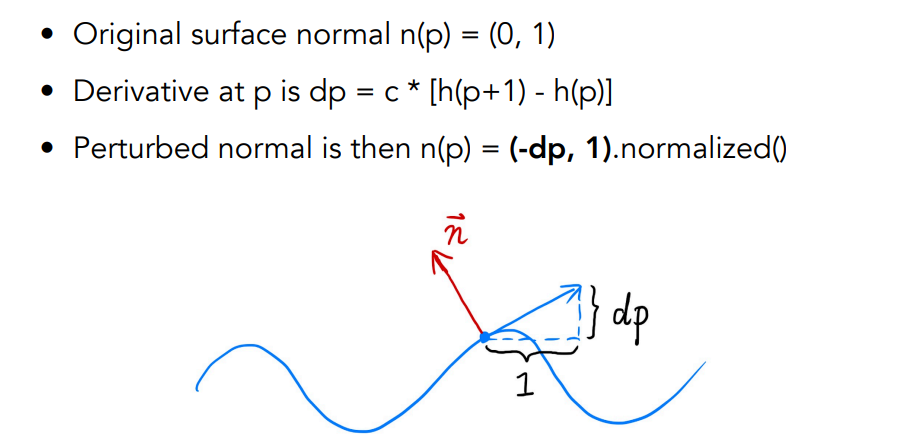 • Original surface normal n(p) = (0, 1)
• Derivative at p is dp = c * [h(p+1) - h(p)]
• Perturbed normal is then n(p) = (-dp, 1).normalized()
n⃗
} dp
1